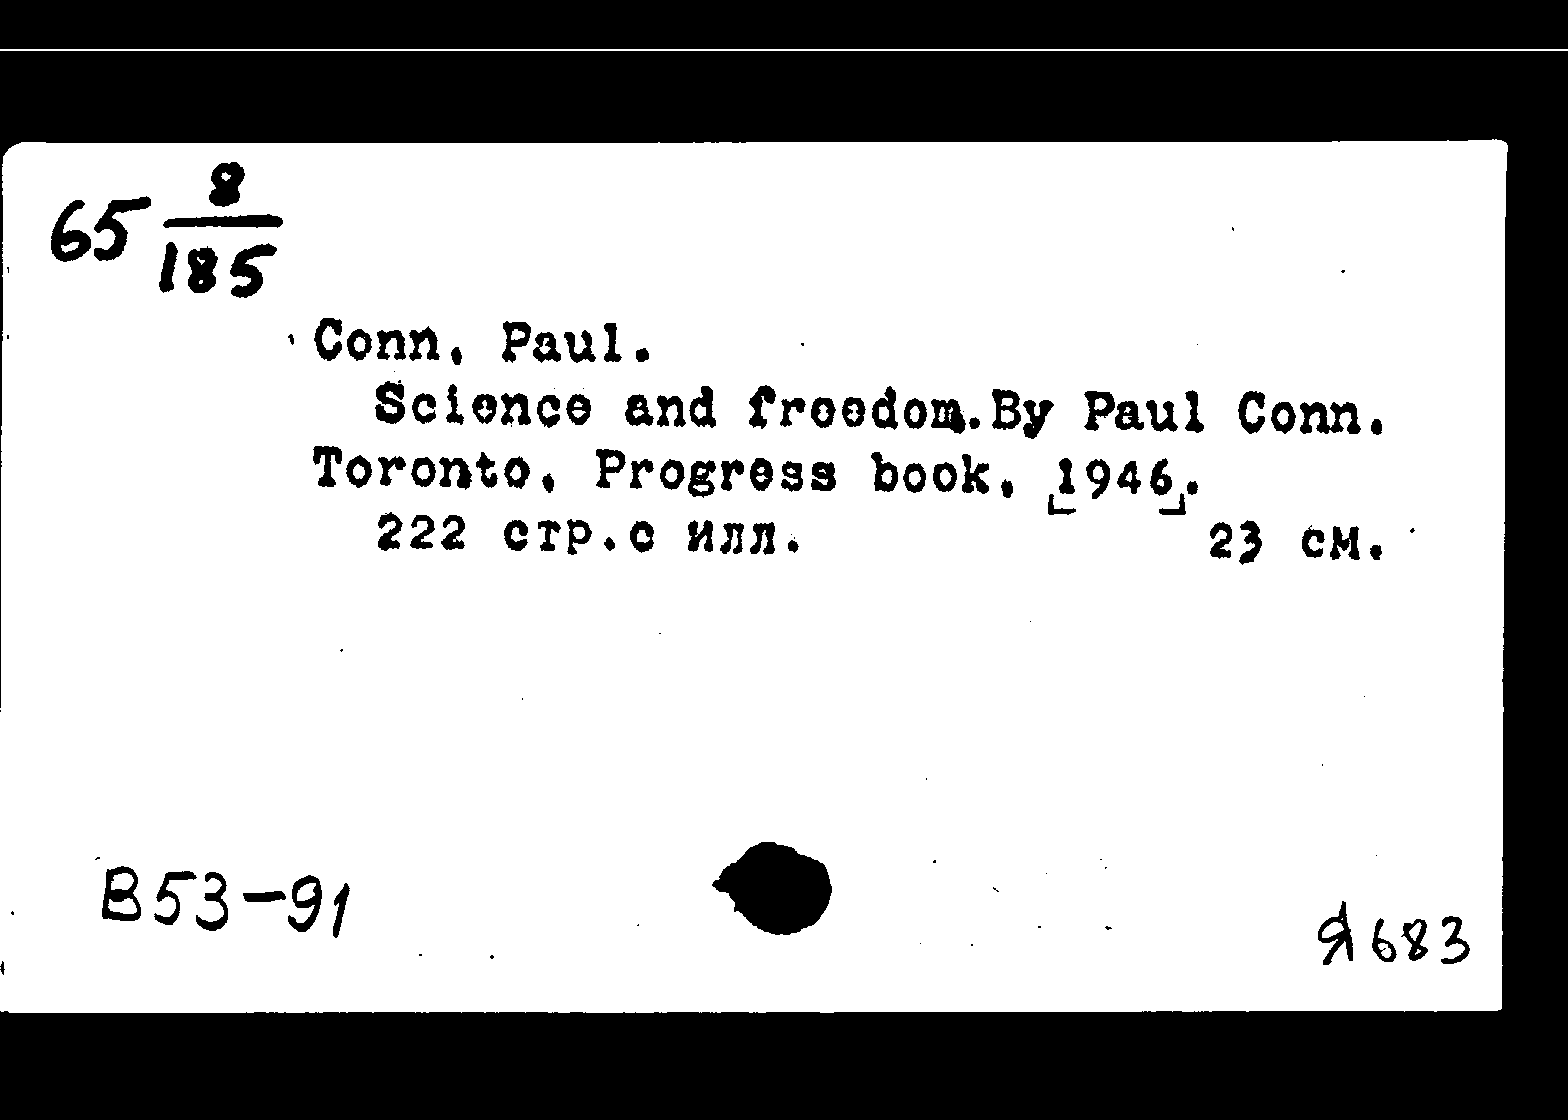 65 8/185
Conn, Paul.
Science and freedom. By Paul Conn.
Toronto, Progress book, [1946].
222 стр. с илл. 23 см.
В53-91
Я683